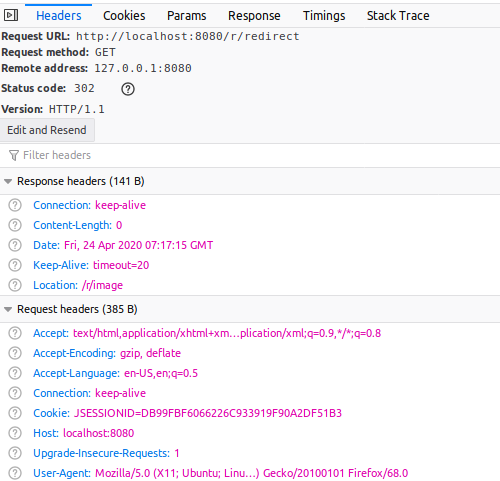 Headers Cookies Params Response Timings Stack Trace
Request URL: http://localhost:8080/r/redirect
Request method: GET
Remote address: 127.0.0.1:8080
Status code: 302 ?
Version: HTTP/1.1
Edit and Resend
Filter headers
Response headers (141 B)
? Connection: keep-alive
? Content-Length: 0
? Date: Fri, 24 Apr 2020 07:17:15 GMT
? Keep-Alive: timeout=20
? Location: /r/image
Request headers (385 B)
? Accept: text/html,application/xhtml+xm…plication/xml;q=0.9,*/*;q=0.8
? Accept-Encoding: gzip, deflate
? Accept-Language: en-US,en;q=0.5
? Connection: keep-alive
? Cookie: JSESSIONID=DB99FBF6066226C933919F90A2DF51B3
? Host: localhost:8080
? Upgrade-Insecure-Requests: 1
? User-Agent: Mozilla/5.0 (X11; Ubuntu; Linu…) Gecko/20100101 Firefox/68.0